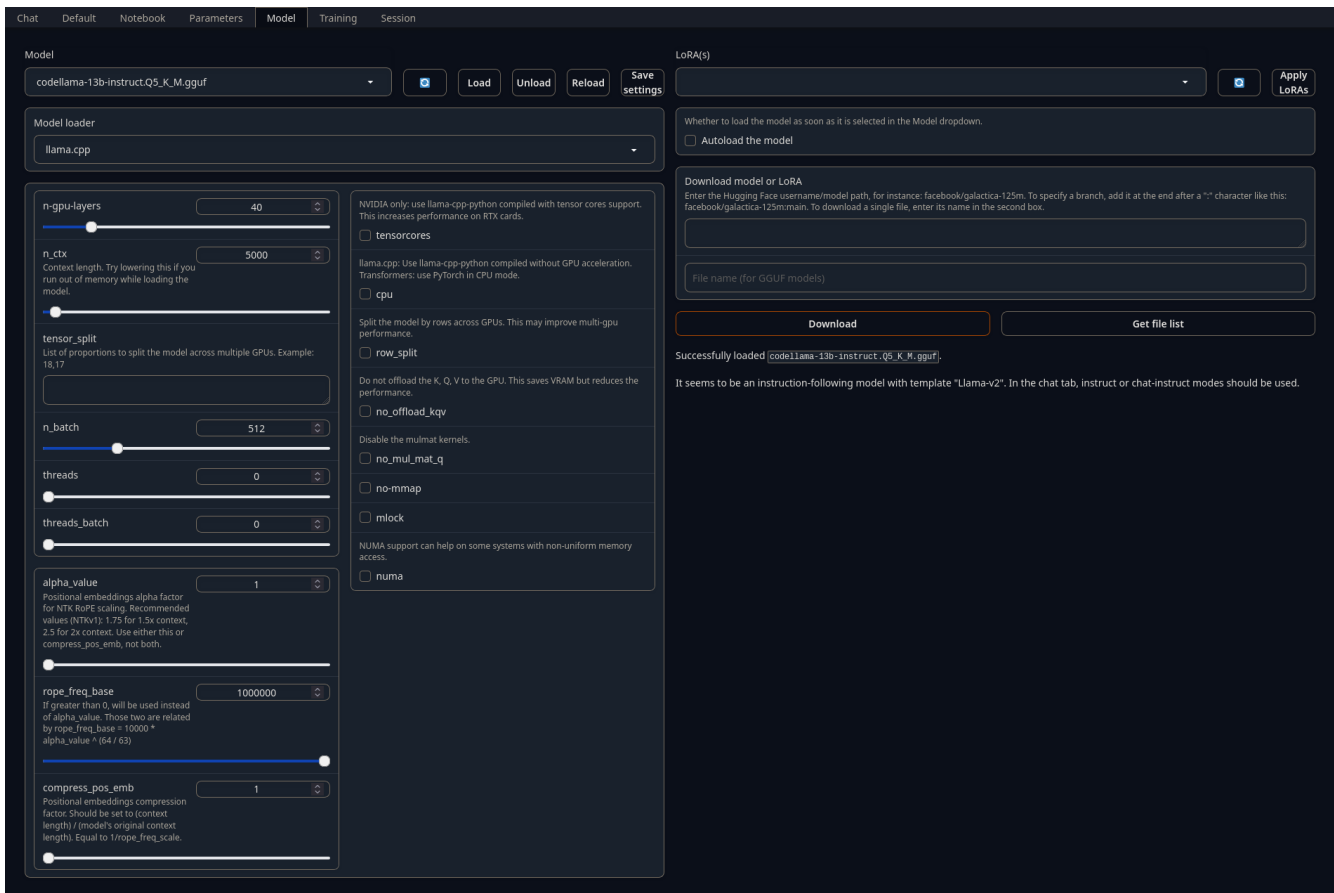 Chat Default Notebook Parameters Model Training Session
Model
codellama-13b-instruct.Q5_K_M.gguf
Load
Unload
Reload
Save
settings
Model loader
llama.cpp
n-gpu-layers
40
n_ctx
5000
Context length. Try lowering this if you
run out of memory while loading the
model.
tensor_split
List of proportions to split the model across multiple GPUs. Example:
18,17
n_batch
512
threads
0
threads_batch
0
alpha_value
1
Positional embeddings alpha factor
for NTK RoPE scaling. Recommended
values (NTKv1): 1.75 for 1.5x context,
2.5 for 2x context. Use either this or
compress_pos_emb, not both.
rope_freq_base
1000000
If greater than 0, will be used instead
of alpha_value. Those two are related
by rope_freq_base = 10000 *
alpha_value ^ (64 / 63)
compress_pos_emb
1
Positional embeddings compression
factor. Should be set to (context
length) / (model's original context
length). Equal to 1/rope_freq_scale.
NVIDIA only: use llama-cpp-python compiled with tensor cores support.
This increases performance on RTX cards.
tensorcores
llama.cpp: Use llama-cpp-python compiled without GPU acceleration.
Transformers: use PyTorch in CPU mode.
cpu
Split the model by rows across GPUs. This may improve multi-gpu
performance.
row_split
Do not offload the K, Q, V to the GPU. This saves VRAM but reduces the
performance.
no_offload_kqv
Disable the mulmat kernels.
no_mul_mat_q
no-mmap
mlock
NUMA support can help on some systems with non-uniform memory
access.
numa
LoRA(s)
Apply
LoRAs
Whether to load the model as soon as it is selected in the Model dropdown.
Autoload the model
Download model or LoRA
Enter the Hugging Face username/model path, for instance: facebook/galactica-125m. To specify a branch, add it at the end after a ":" character like this:
facebook/galactica-125m:main. To download a single file, enter its name in the second box.
File name (for GGUF models)
Download
Get file list
Successfully loaded codellama-13b-instruct.Q5_K_M.gguf.
It seems to be an instruction-following model with template "Llama-v2". In the chat tab, instruct or chat-instruct modes should be used.